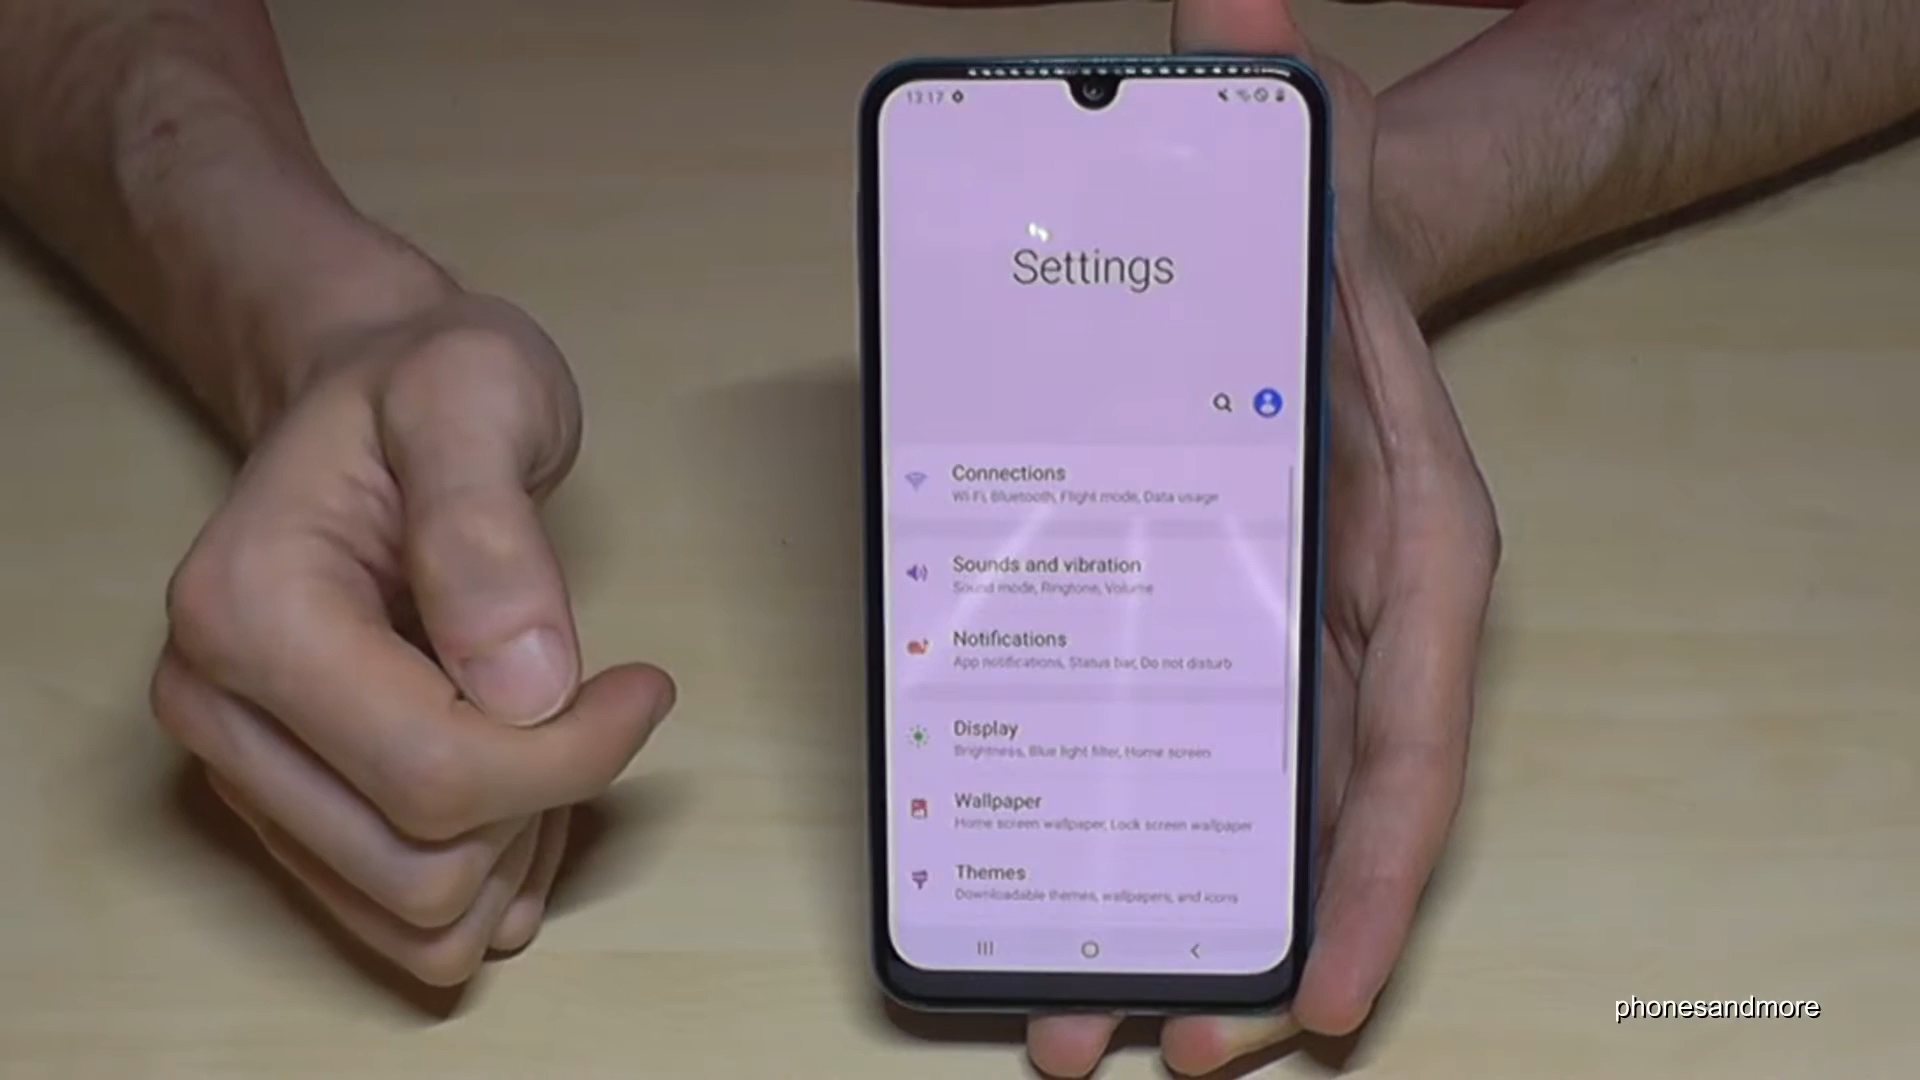 13:17
Settings
Connections
Wi-Fi, Bluetooth, Flight mode, Data usage
Sounds and vibration
Sound mode, Ringtone, Volume
Notifications
App notifications, Status bar, Do not disturb
Display
Brightness, Blue light filter, Home screen
Wallpaper
Home screen wallpaper, Lock screen wallpaper
Themes
Downloadable themes, wallpapers, and icons
phonesandmore